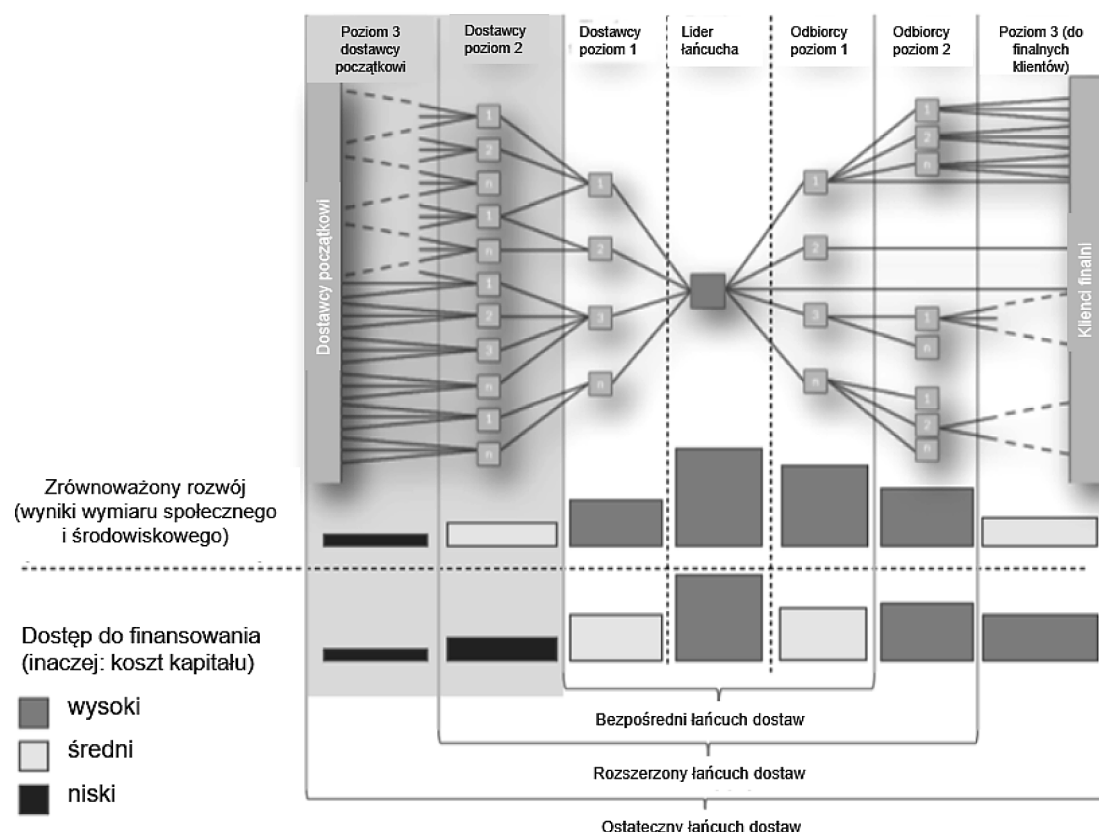 Poziom 3
dostawcy
początkowi
Dostawcy
poziom 2
Dostawcy
poziom 1
Lider
łańcucha
Odbiorcy
poziom 1
Odbiorcy
poziom 2
Poziom 3 (do
finalnych
klientów)
Dostawcy początkowi
1
2
n
1
n
1
2
3
n
1
n
1
2
3
n
1
2
3
n
1
2
n
1
n
1
2
n
Klienci finalni
Zrównoważony rozwój
(wyniki wymiaru społecznego
i środowiskowego)
Dostęp do finansowania
(inaczej: koszt kapitału)
wysoki
średni
niski
Bezpośredni łańcuch dostaw
Rozszerzony łańcuch dostaw
Ostateczny łańcuch dostaw